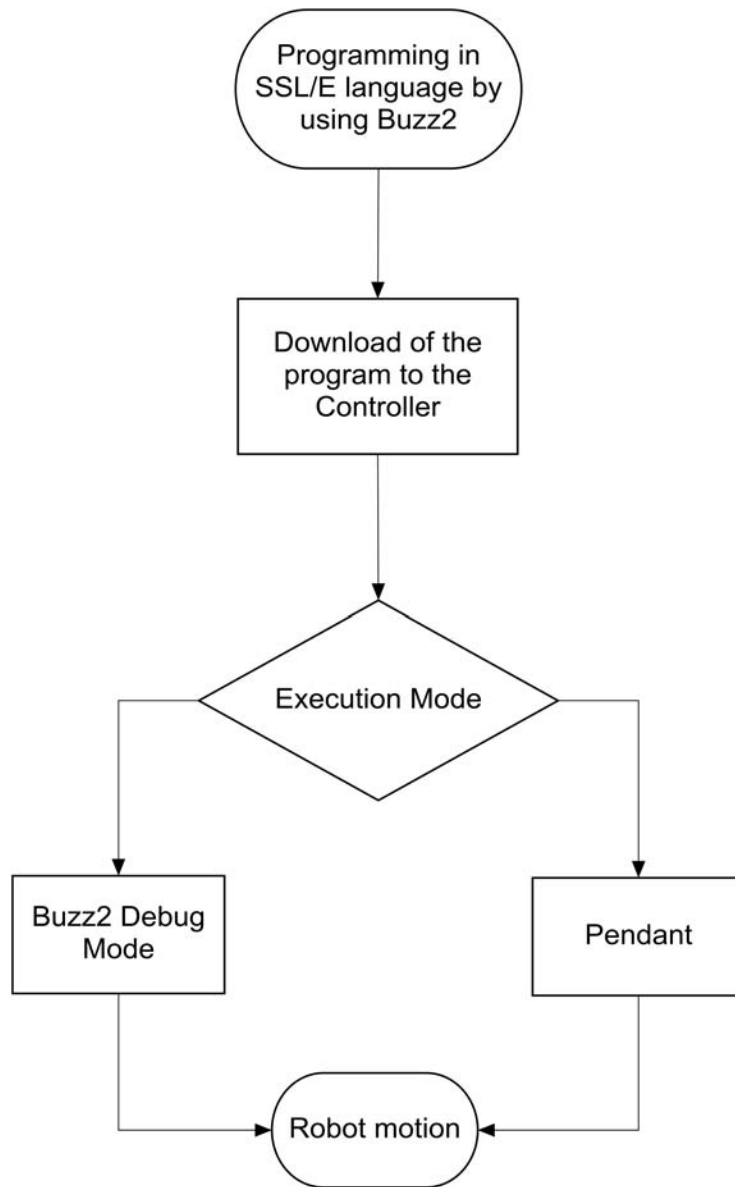 Programming in
SSL/E language by
using Buzz2
Download of the
program to the
Controller
Execution Mode
Buzz2 Debug
Mode
Pendant
Robot motion